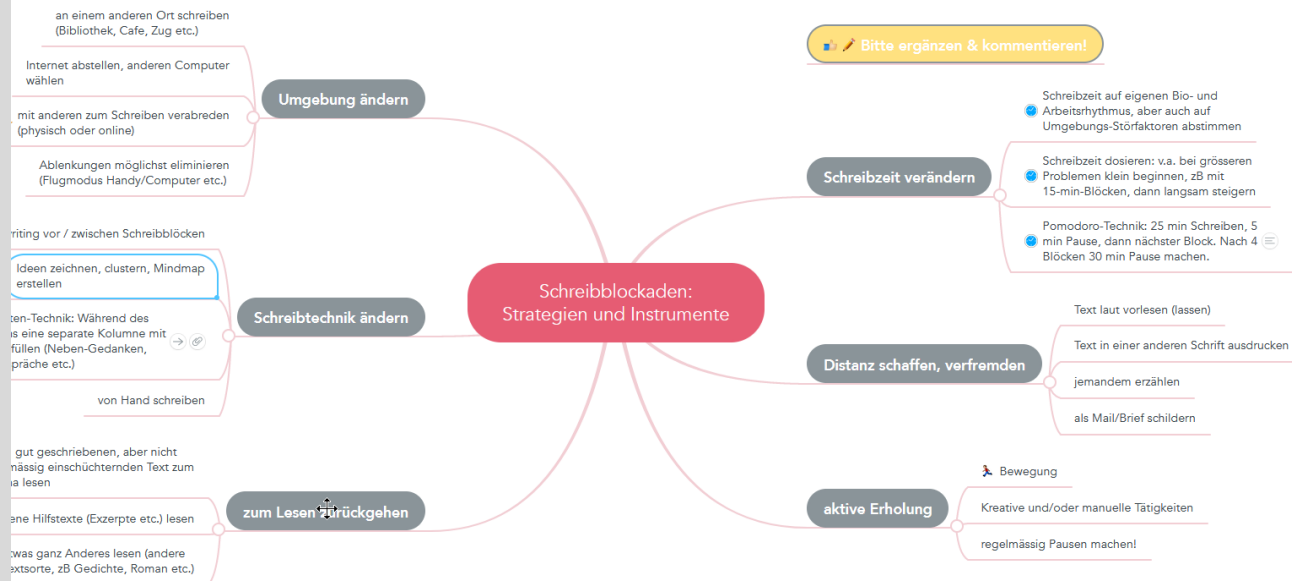 Schreibblockaden:
Strategien und Instrumente
Umgebung ändern
an einem anderen Ort schreiben
(Bibliothek, Cafe, Zug etc.)
Internet abstellen, anderen Computer
wählen
mit anderen zum Schreiben verabreden
(physisch oder online)
Ablenkungen möglichst eliminieren
(Flugmodus Handy/Computer etc.)
Schreibtechnik ändern
vor / zwischen Schreibblöcken
Ideen zeichnen, clustern, Mindmap
erstellen
ten-Technik: Während des
s eine separate Kolumne mit
füllen (Neben-Gedanken,
präche etc.)
von Hand schreiben
zum Lesen zurückgehen
gut geschriebenen, aber nicht
mässig einschüchternden Text zum
lesen
ene Hilfstexte (Exzerpte etc.) lesen
twas ganz Anderes lesen (andere
extsorte, zB Gedichte, Roman etc.)
Bitte ergänzen & kommentieren!
Schreibzeit verändern
Schreibzeit auf eigenen Bio- und
Arbeitsrhythmus, aber auch auf
Umgebungs-Störfaktoren abstimmen
Schreibzeit dosieren: v.a. bei grösseren
Problemen klein beginnen, zB mit
15-min-Blöcken, dann langsam steigern
Pomodoro-Technik: 25 min Schreiben, 5
min Pause, dann nächster Block. Nach 4
Blöcken 30 min Pause machen.
Distanz schaffen, verfremden
Text laut vorlesen (lassen)
Text in einer anderen Schrift ausdrucken
jemandem erzählen
als Mail/Brief schildern
aktive Erholung
Bewegung
Kreative und/oder manuelle Tätigkeiten
regelmässig Pausen machen!